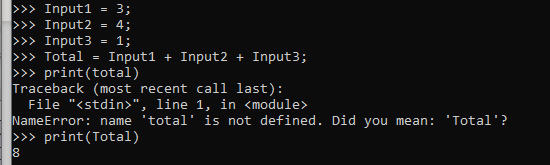 >>> Input1 = 3;
>>> Input2 = 4;
>>> Input3 = 1;
>>> Total = Input1 + Input2 + Input3;
>>> print(total)
Traceback (most recent call last):
  File "<stdin>", line 1, in <module>
NameError: name 'total' is not defined. Did you mean: 'Total'?
>>> print(Total)
8